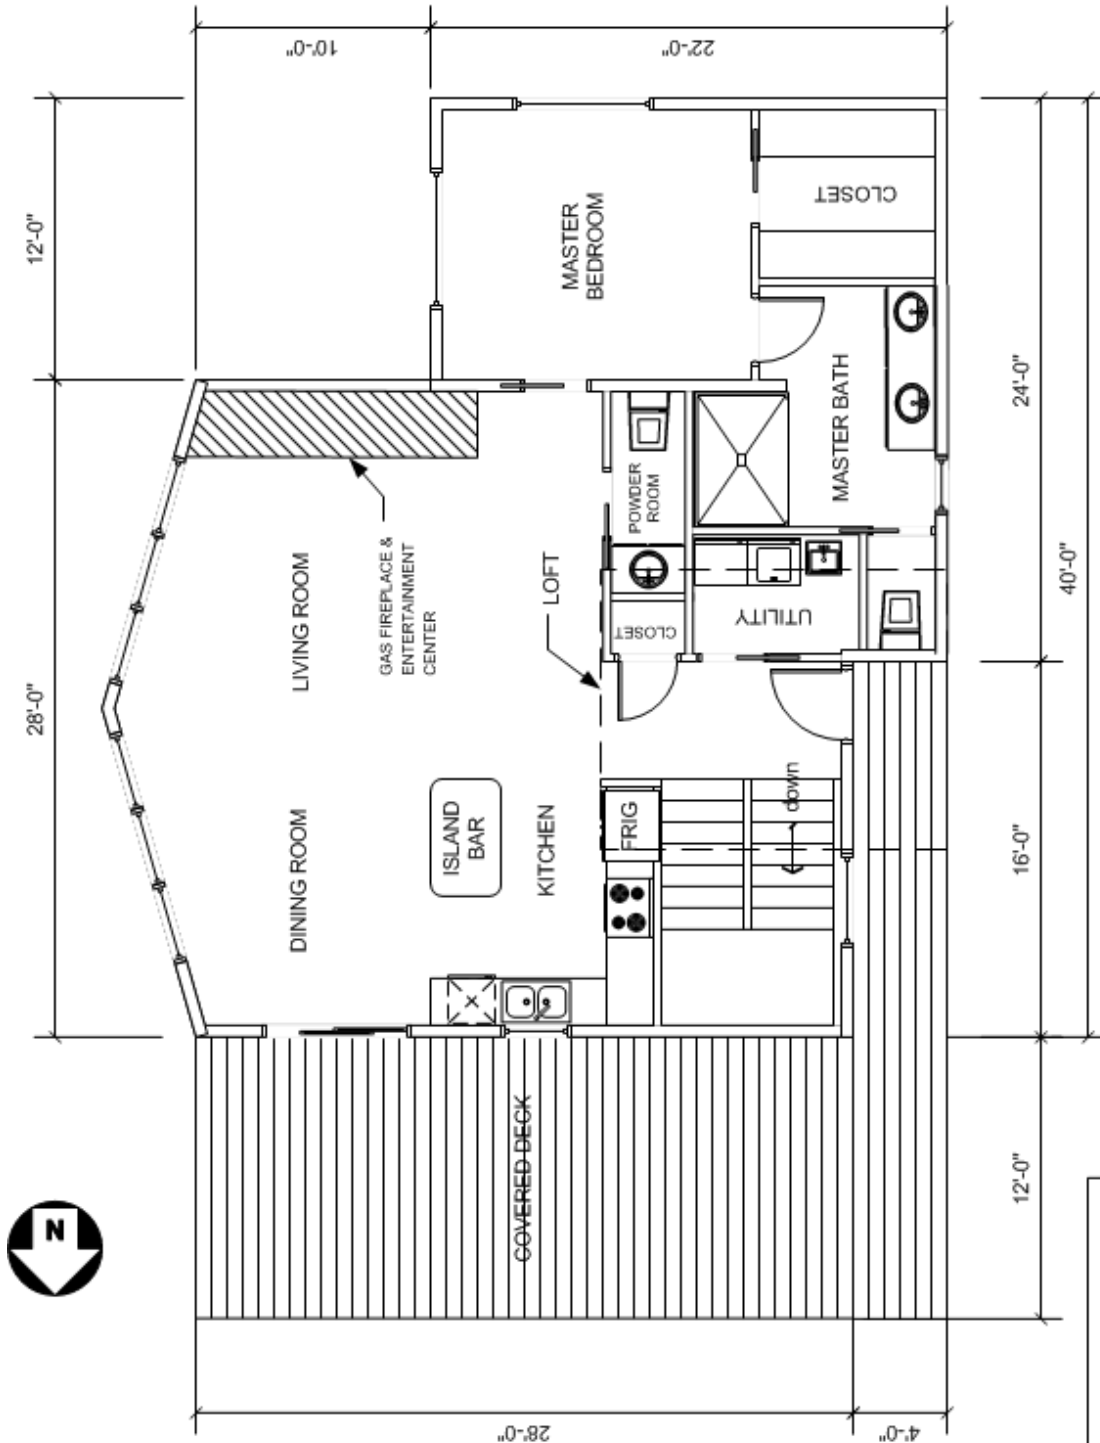 10'-0"
22'-0"
12'-0"
28'-0"
MASTER
BEDROOM
CLOSET
MASTER BATH
24'-0"
40'-0"
POWDER
ROOM
LIVING ROOM
GAS FIREPLACE &
ENTERTAINMENT
CENTER
LOFT
CLOSET
UTILITY
DINING ROOM
ISLAND
BAR
KITCHEN
FRIG
down
16'-0"
COVERED DECK
12'-0"
N
28'-0"
4'-0"